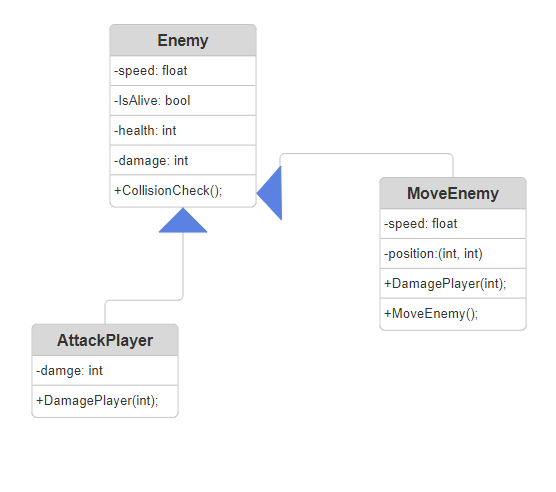 Enemy
-speed: float
-IsAlive: bool
-health: int
-damage: int
+CollisionCheck();
MoveEnemy
-speed: float
-position:(int, int)
+DamagePlayer(int);
+MoveEnemy();
AttackPlayer
-damge: int
+DamagePlayer(int);